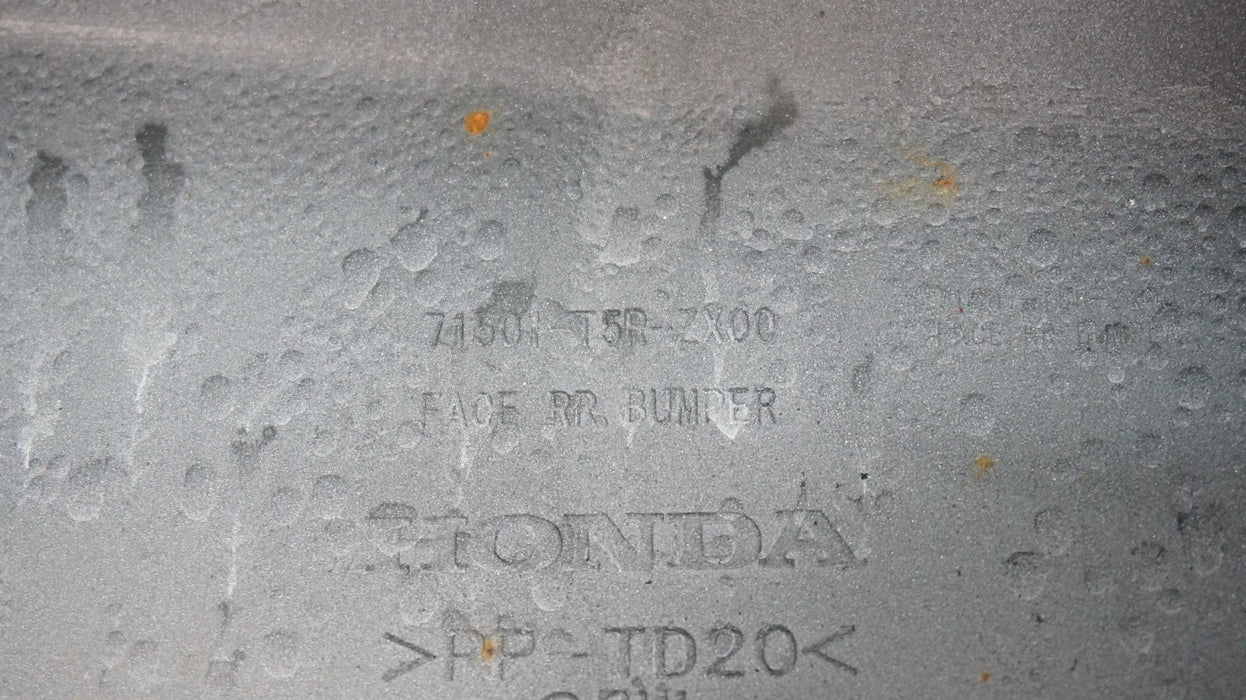 71501-T5R-ZX00
FACE RR. BUMPER
HONDA
>PP-TD20<